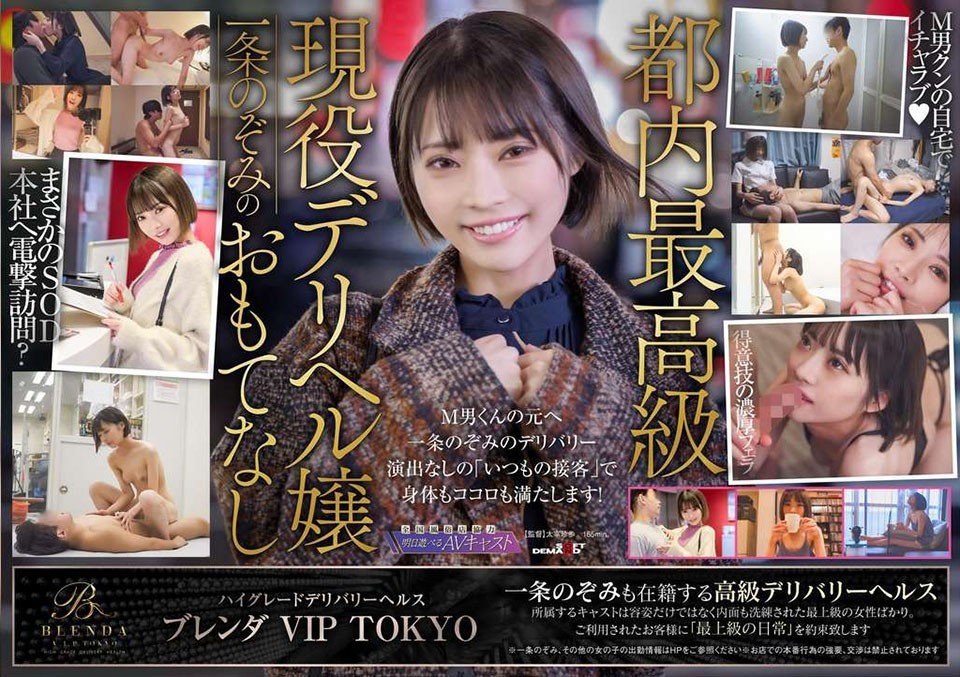 M男クンの自宅で
イチャラブ♥
都内最高級
現役デリヘル嬢
一条のぞみの
おもてなし
まさかのSOD
本社へ電撃訪問?
得意技の濃厚フェラ
M男くんの元へ
一条のぞみのデリバリー
演出なしの「いつもの接客」で
身体もココロも満たします!
全国風俗店協力
明日遊べるAVキャスト
【監督】
165min.
BLENDA
V.I.P. TOKYO
ハイグレードデリバリーヘルス
ブレンダ VIP TOKYO
一条のぞみも在籍する高級デリバリーヘルス
所属するキャストは容姿だけではなく内面も洗練された最上級の女性ばかり。
ご利用されたお客様に「最上級の日常」を約束致します
※一条のぞみ、その他の女の子の出勤情報はHPをご参照ください※お店での本番行為の強要、交渉は禁止されております